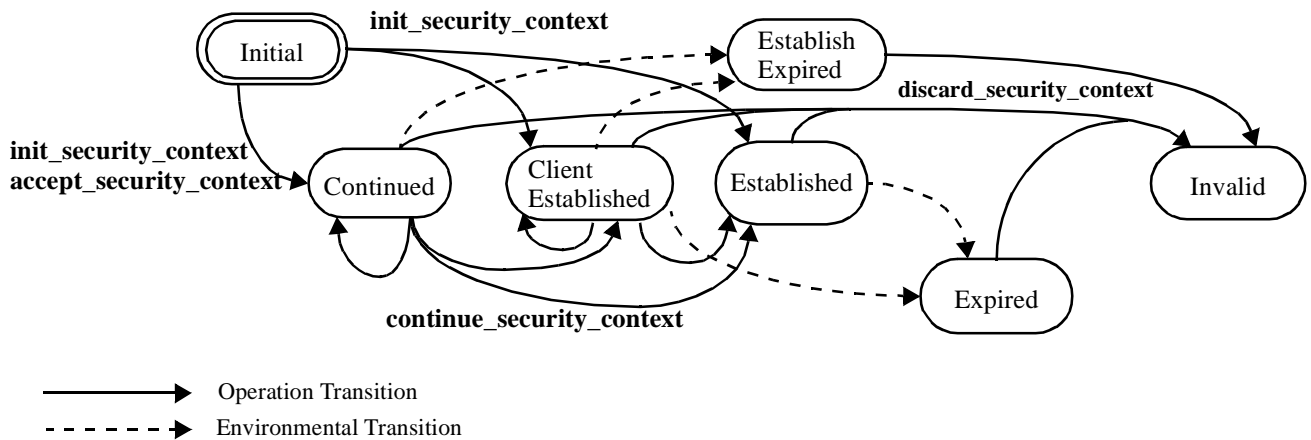 init_security_context
Initial
Establish
Expired
discard_security_context
init_security_context
accept_security_context
Continued
Client
Established
Established
Invalid
Expired
continue_security_context
Operation Transition
Environmental Transition